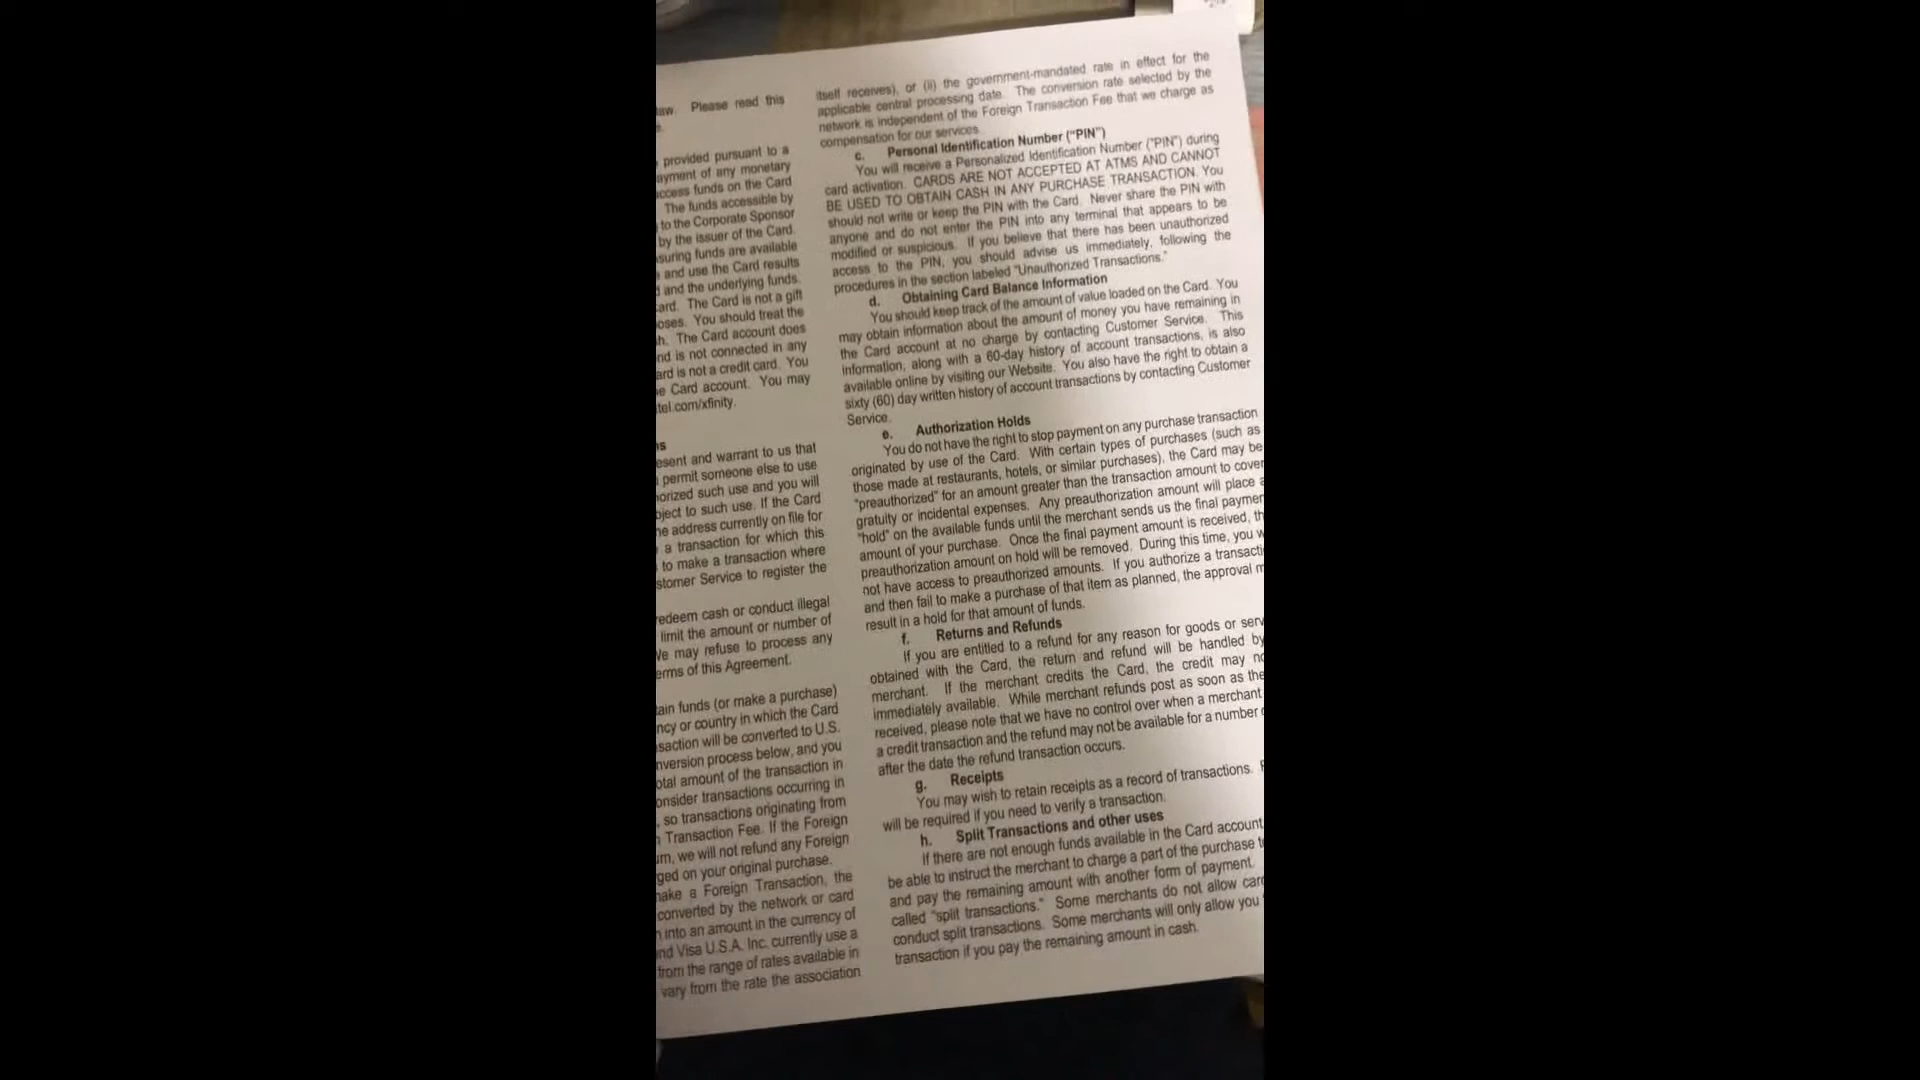 law. Please read this
provided pursuant to a
ayment of any monetary
ccess funds on the Card
The funds accessible by
to the Corporate Sponsor
by the issuer of the Card.
suring funds are available
and use the Card results
and the underlying funds.
ard. The Card is not a gift
oses. You should treat the
h. The Card account does
nd is not connected in any
ard is not a credit card. You
e Card account. You may
tel.com/xfinity.
ns
esent and warrant to us that
permit someone else to use
orized such use and you will
bject to such use. If the Card
he address currently on file for
a transaction for which this
to make a transaction where
stomer Service to register the
redeem cash or conduct illegal
limit the amount or number of
We may refuse to process any
erms of this Agreement.
ain funds (or make a purchase)
ncy or country in which the Card
saction will be converted to U.S.
nversion process below, and you
otal amount of the transaction in
onsider transactions occurring in
, so transactions originating from
Transaction Fee. If the Foreign
urn, we will not refund any Foreign
ged on your original purchase.
make a Foreign Transaction, the
converted by the network or card
into an amount in the currency of
nd Visa U.S.A. Inc. currently use a
from the range of rates available in
vary from the rate the association
itself receives), or (ii) the government-mandated rate in effect for the
applicable central processing date. The conversion rate selected by the
network is independent of the Foreign Transaction Fee that we charge as
compensation for our services.
c. Personal Identification Number ("PIN")
You will receive a Personalized Identification Number ("PIN") during
card activation. CARDS ARE NOT ACCEPTED AT ATMS AND CANNOT
BE USED TO OBTAIN CASH IN ANY PURCHASE TRANSACTION. You
should not write or keep the PIN with the Card. Never share the PIN with
anyone and do not enter the PIN into any terminal that appears to be
modified or suspicious. If you believe that there has been unauthorized
access to the PIN, you should advise us immediately, following the
procedures in the section labeled "Unauthorized Transactions."
d. Obtaining Card Balance Information
You should keep track of the amount of value loaded on the Card. You
may obtain information about the amount of money you have remaining in
the Card account at no charge by contacting Customer Service. This
information, along with a 60-day history of account transactions, is also
available online by visiting our Website. You also have the right to obtain a
sixty (60) day written history of account transactions by contacting Customer
Service.
e. Authorization Holds
You do not have the right to stop payment on any purchase transaction
originated by use of the Card. With certain types of purchases (such as
those made at restaurants, hotels, or similar purchases), the Card may be
"preauthorized" for an amount greater than the transaction amount to cover
gratuity or incidental expenses. Any preauthorization amount will place a
"hold" on the available funds until the merchant sends us the final paymen
amount of your purchase. Once the final payment amount is received, th
preauthorization amount on hold will be removed. During this time, you w
not have access to preauthorized amounts. If you authorize a transacti
and then fail to make a purchase of that item as planned, the approval m
result in a hold for that amount of funds.
f. Returns and Refunds
If you are entitled to a refund for any reason for goods or serv
obtained with the Card, the return and refund will be handled by
merchant. If the merchant credits the Card, the credit may no
immediately available. While merchant refunds post as soon as the
received, please note that we have no control over when a merchant
a credit transaction and the refund may not be available for a number o
after the date the refund transaction occurs.
g. Receipts
You may wish to retain receipts as a record of transactions.
will be required if you need to verify a transaction.
h. Split Transactions and other uses
If there are not enough funds available in the Card account
be able to instruct the merchant to charge a part of the purchase t
and pay the remaining amount with another form of payment.
called "split transactions." Some merchants do not allow car
conduct split transactions. Some merchants will only allow you
transaction if you pay the remaining amount in cash.